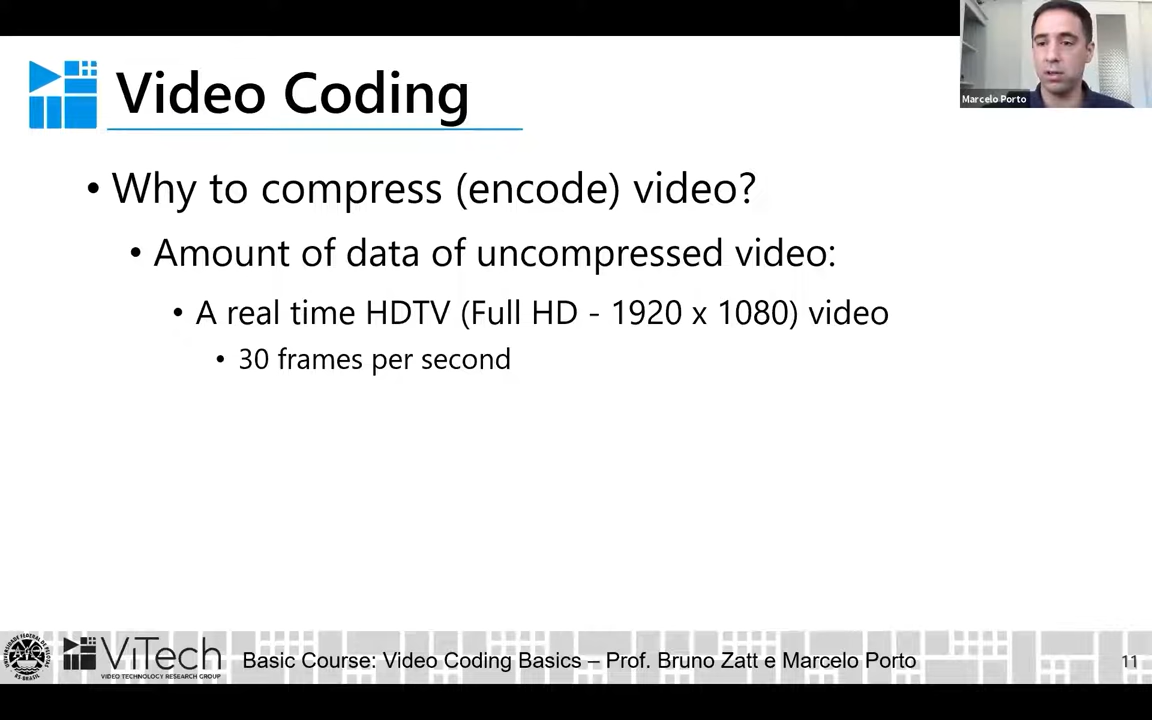 Marcelo Porto
Video Coding
• Why to compress (encode) video?
• Amount of data of uncompressed video:
• A real time HDTV (Full HD - 1920 x 1080) video
• 30 frames per second
ViTech
VIDEO TECHNOLOGY RESEARCH GROUP
Basic Course: Video Coding Basics – Prof. Bruno Zatt e Marcelo Porto
11